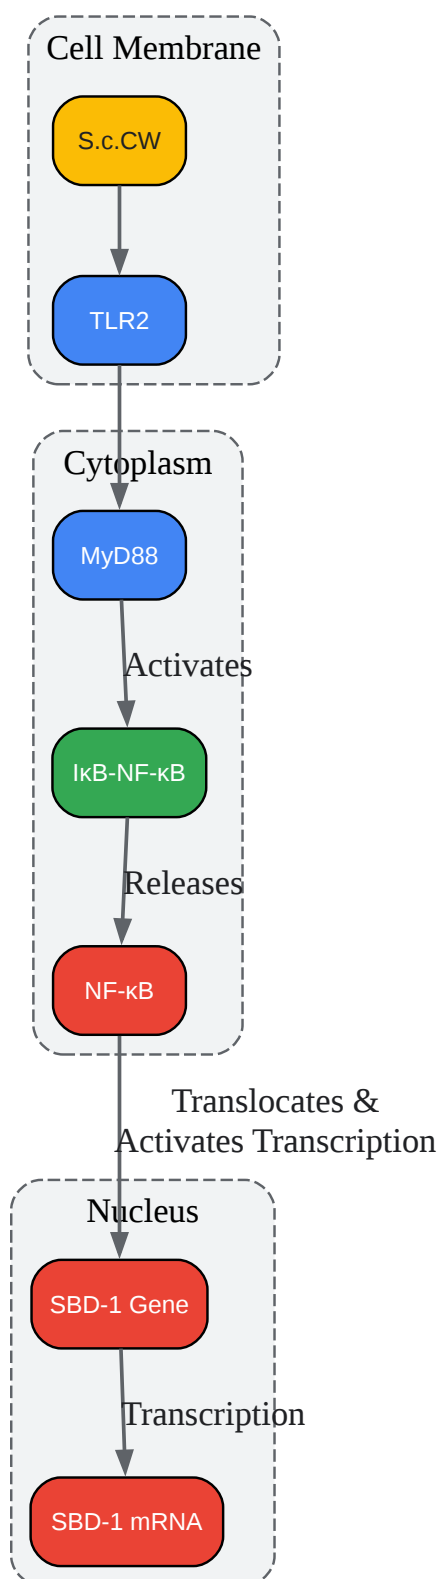 Cell Membrane
S.c.CW
TLR2
Cytoplasm
MyD88
Activates
IκB-NF-κB
Releases
NF-κB
Translocates &
Activates Transcription
Nucleus
SBD-1 Gene
Transcription
SBD-1 mRNA